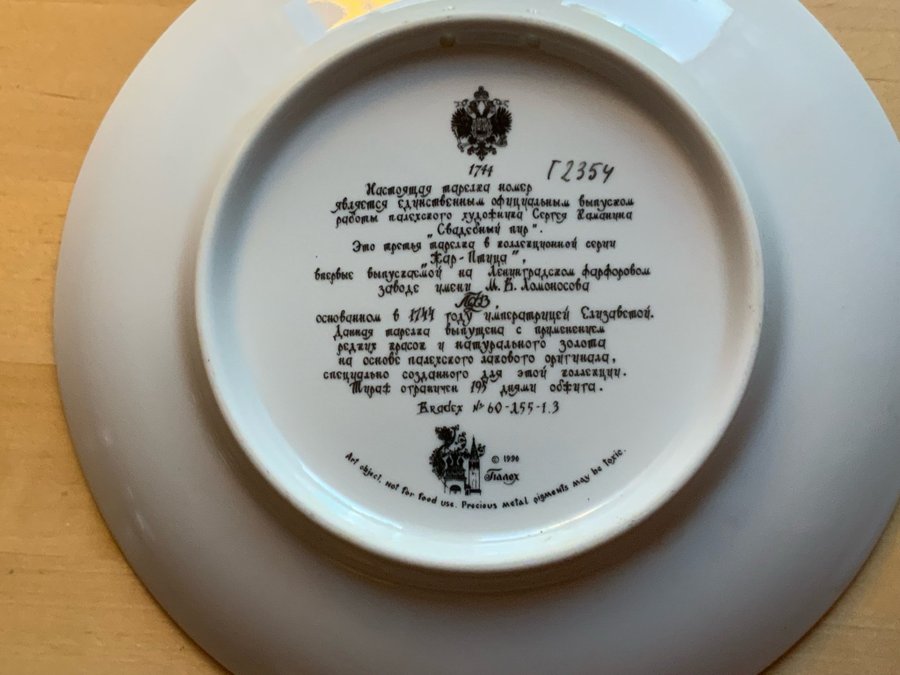 1744
Г2354
Настоящая тарелка номер
является единственным официальным выпуском
работы палехского художника Сергея Каманина
„Свадебный пир".
Это третья тарелка в коллекционной серии
„Жар-Птица",
впервые выпускаемой на Ленинградском фарфоровом
заводе имени М. В. Ломоносова
ЛФЗ
основанном в 1744 году императрицей Елизаветой.
Данная тарелка выпущена с применением
редких красок и натурального золота
на основе палехского лакового оригинала,
специально созданного для этой коллекции.
Тираж ограничен 195 днями обжига.
Bradex № 60-Л55-1.3
© 1990
Палех
Art object, not for food use. Precious metal pigments may be toxic.